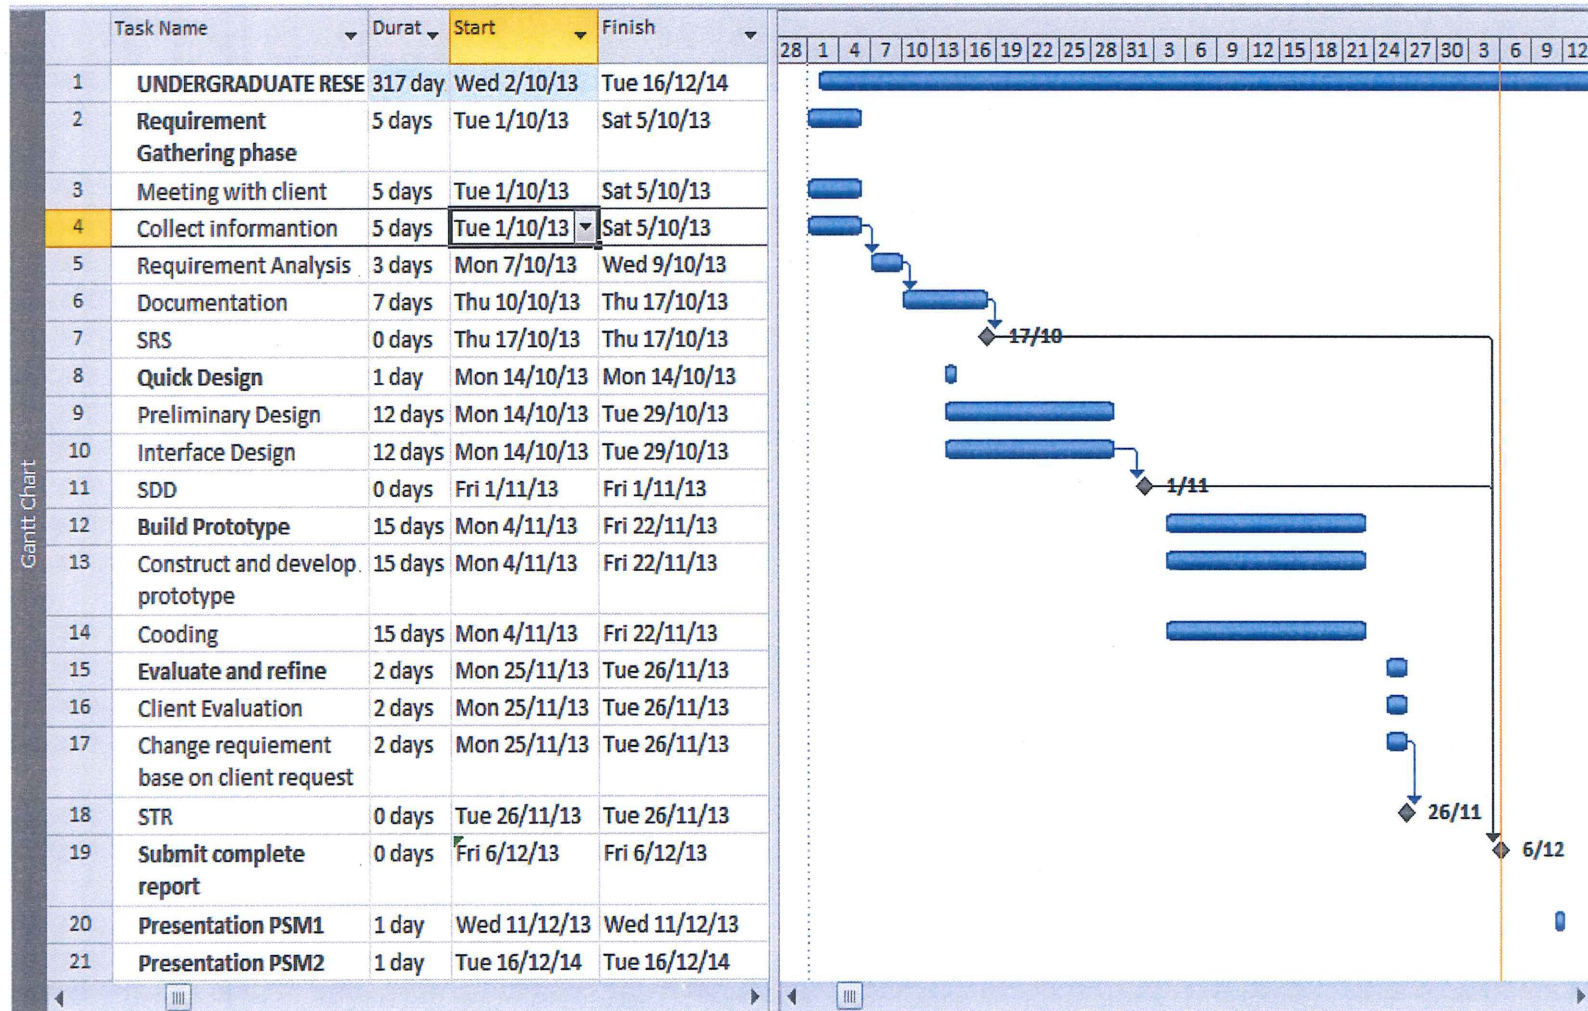 Task Name Durat Start Finish
28 1 4 7 10 13 16 19 22 25 28 31 3 6 9 12 15 18 21 24 27 30 3 6 9 12
1 UNDERGRADUATE RESE 317 day Wed 2/10/13 Tue 16/12/14
2 Requirement 5 days Tue 1/10/13 Sat 5/10/13
Gathering phase
3 Meeting with client 5 days Tue 1/10/13 Sat 5/10/13
4 Collect informantion 5 days Tue 1/10/13 Sat 5/10/13
5 Requirement Analysis 3 days Mon 7/10/13 Wed 9/10/13
6 Documentation 7 days Thu 10/10/13 Thu 17/10/13
7 SRS 0 days Thu 17/10/13 Thu 17/10/13 17/10
8 Quick Design 1 day Mon 14/10/13 Mon 14/10/13
9 Preliminary Design 12 days Mon 14/10/13 Tue 29/10/13
10 Interface Design 12 days Mon 14/10/13 Tue 29/10/13
11 SDD 0 days Fri 1/11/13 Fri 1/11/13 1/11
12 Build Prototype 15 days Mon 4/11/13 Fri 22/11/13
13 Construct and develop 15 days Mon 4/11/13 Fri 22/11/13
prototype
14 Cooding 15 days Mon 4/11/13 Fri 22/11/13
15 Evaluate and refine 2 days Mon 25/11/13 Tue 26/11/13
16 Client Evaluation 2 days Mon 25/11/13 Tue 26/11/13
17 Change requiement 2 days Mon 25/11/13 Tue 26/11/13
base on client request
18 STR 0 days Tue 26/11/13 Tue 26/11/13 26/11
19 Submit complete 0 days Fri 6/12/13 Fri 6/12/13 6/12
report
20 Presentation PSM1 1 day Wed 11/12/13 Wed 11/12/13
21 Presentation PSM2 1 day Tue 16/12/14 Tue 16/12/14
Gantt Chart